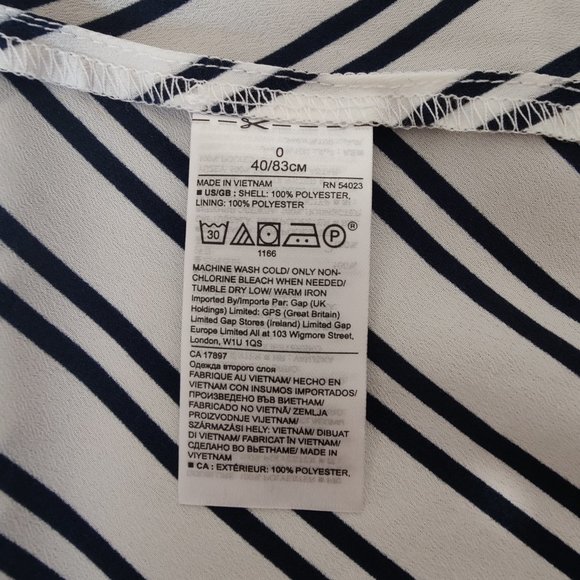 0
40/83CM
MADE IN VIETNAM RN 54023
■ US/GB : SHELL: 100% POLYESTER,
LINING: 100% POLYESTER
30 P ®
1166
MACHINE WASH COLD/ ONLY NON-
CHLORINE BLEACH WHEN NEEDED/
TUMBLE DRY LOW/ WARM IRON
Imported By/Importe Par: Gap (UK
Holdings) Limited: GPS (Great Britain)
Limited Gap Stores (Ireland) Limited Gap
Europe Limited All at 103 Wigmore Street,
London, W1U 1QS
CA 17897
Одежда второго слоя
FABRIQUE AU VIETNAM/ HECHO EN
VIETNAM CON INSUMOS IMPORTADOS/
ПРОИЗВЕДЕНО ВЪВ ВИЕТНАМ/
FABRICADO NO VIETNÃ/ ZEMLJA
PROIZVODNJE VIJETNAM/
SZÁRMAZÁSI HELY: VIETNAM/ DIBUAT
DI VIETNAM/ FABRICAT ÎN VIETNAM/
СДЕЛАНО ВО ВЬЕТНАМЕ/ MADE IN
VIYETNAM
■ CA : EXTÉRIEUR: 100% POLYESTER,